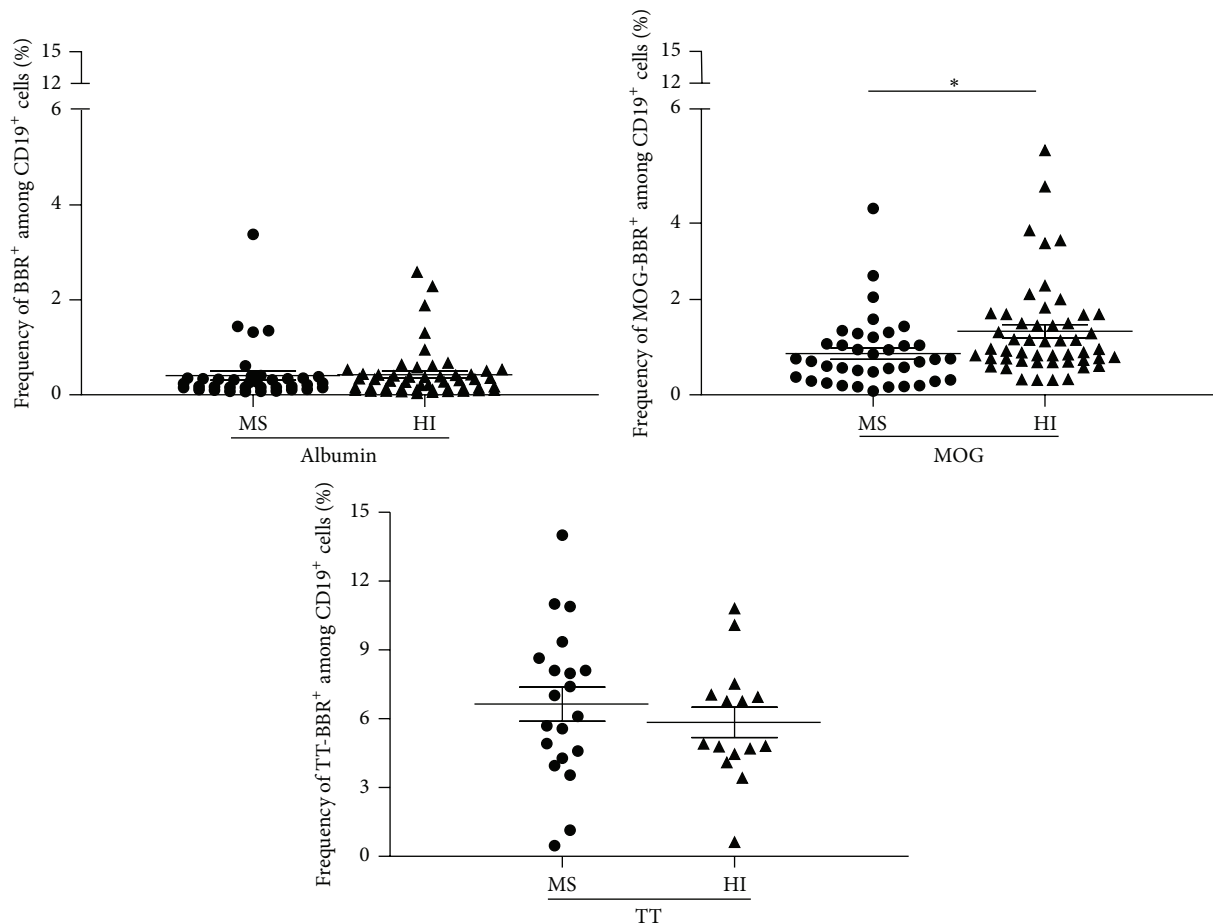 Frequency of BBR⁺ among CD19⁺ cells (%)
15
12
6
4
2
0
MS HI
Albumin
Frequency of MOG-BBR⁺ among CD19⁺ cells (%)
15
12
6
4
2
0
*
MS HI
MOG
Frequency of TT-BBR⁺ among CD19⁺ cells (%)
15
12
9
6
3
0
MS HI
TT